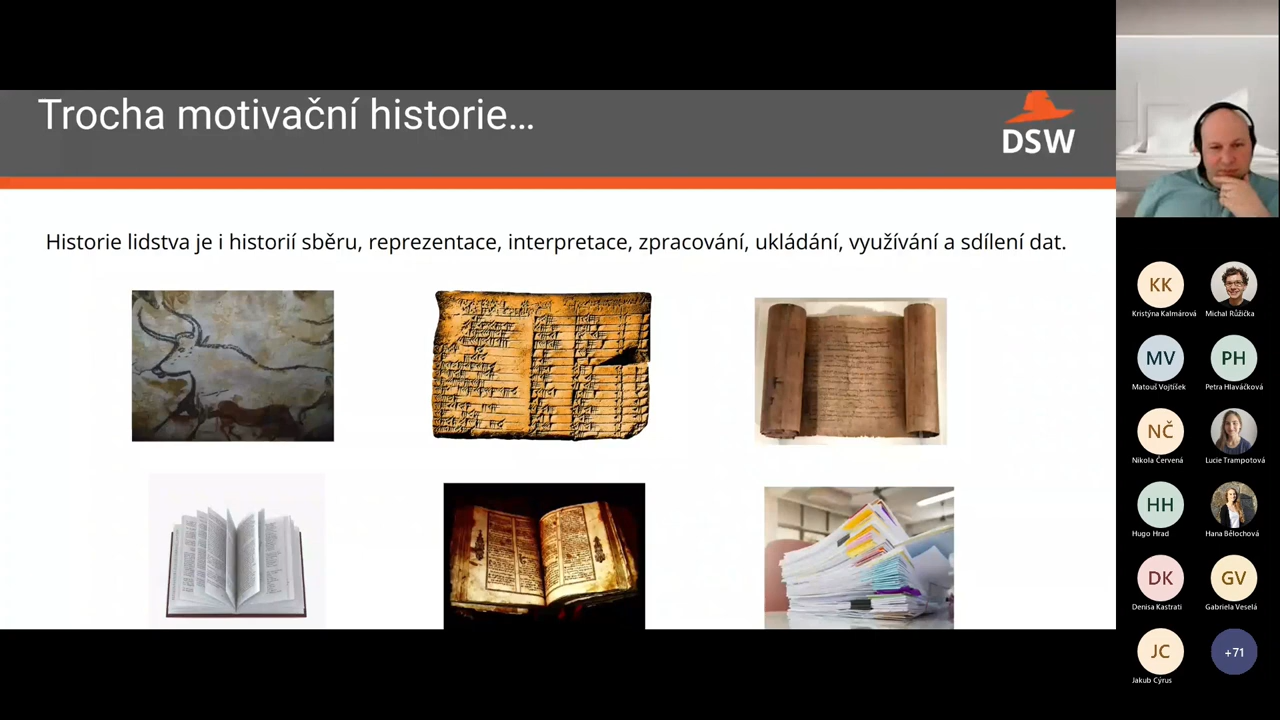 Trocha motivační historie...
DSW
Historie lidstva je i historií sběru, reprezentace, interpretace, zpracování, ukládání, využívání a sdílení dat.
KK
Kristýna Kalmárová
Michal Růžička
MV
Matouš Vojtíšek
PH
Petra Hlaváčková
NČ
Nikola Červená
Lucie Trampotová
HH
Hugo Hrad
Hana Bělochová
DK
Denisa Kastrati
GV
Gabriela Veselá
JC
Jakub Cýrus
+71